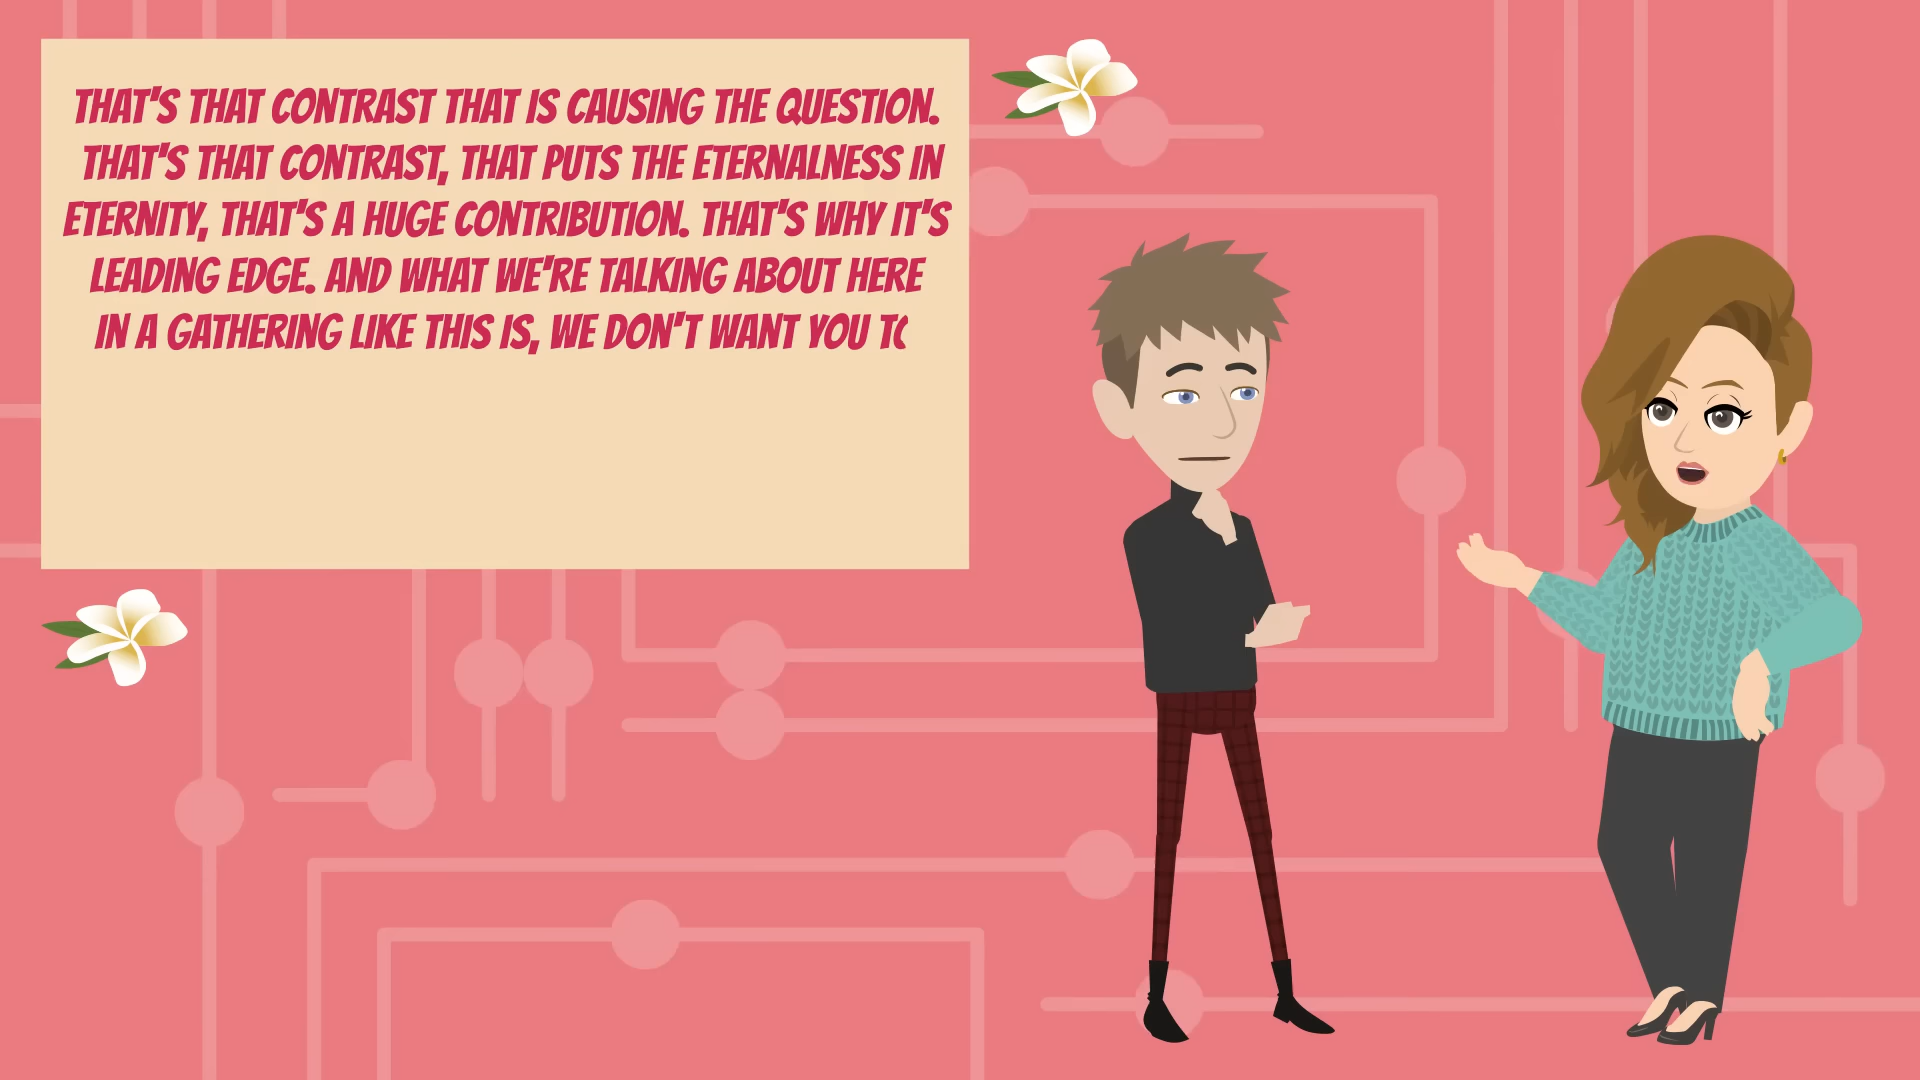 THAT'S THAT CONTRAST THAT IS CAUSING THE QUESTION.
THAT'S THAT CONTRAST, THAT PUTS THE ETERNALNESS IN
ETERNITY, THAT'S A HUGE CONTRIBUTION. THAT'S WHY IT'S
LEADING EDGE. AND WHAT WE'RE TALKING ABOUT HERE
IN A GATHERING LIKE THIS IS, WE DON'T WANT YOU TO